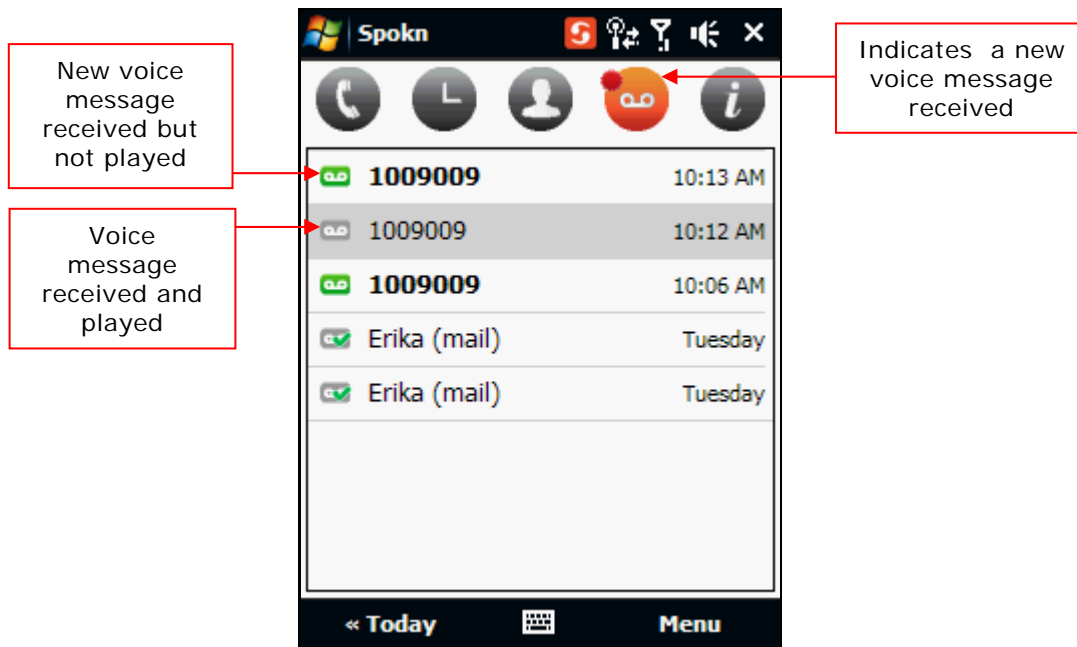 Spokn
New voice
message
received but
not played
Voice
message
received and
played
Indicates a new
voice message
received
1009009 10:13 AM
1009009 10:12 AM
1009009 10:06 AM
Erika (mail) Tuesday
Erika (mail) Tuesday
« Today Menu